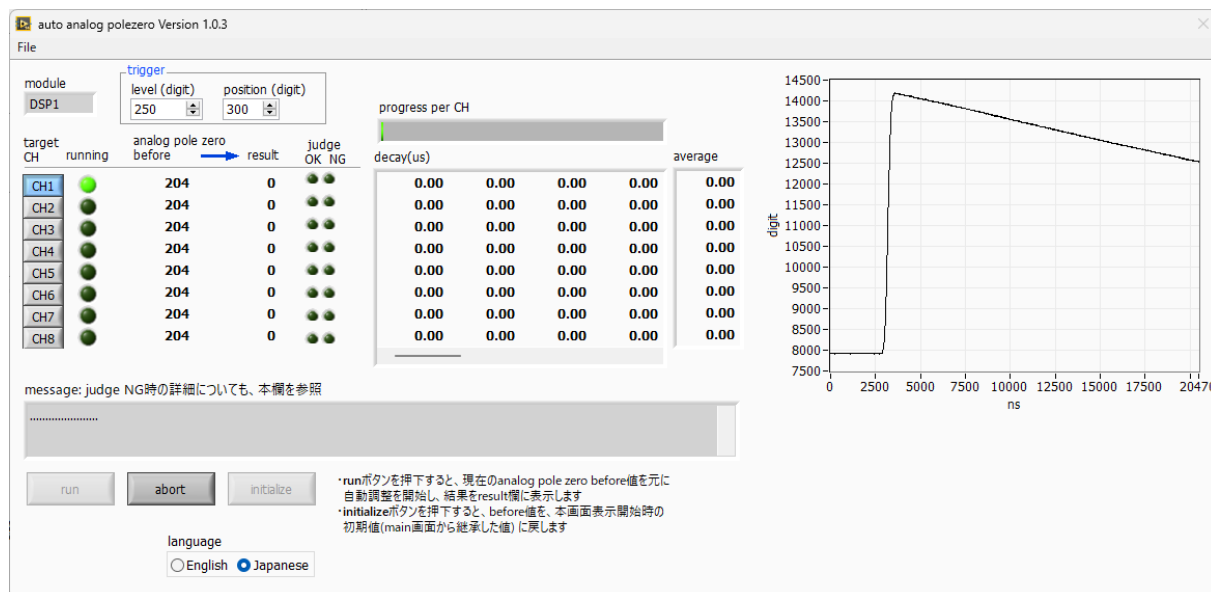 auto analog polezero Version 1.0.3
File
module
DSP1
trigger
level (digit) position (digit)
250 300
progress per CH
target CH running analog pole zero before result judge OK NG
decay(us) average
CH1 204 0 0.00 0.00 0.00 0.00 0.00
CH2 204 0 0.00 0.00 0.00 0.00 0.00
CH3 204 0 0.00 0.00 0.00 0.00 0.00
CH4 204 0 0.00 0.00 0.00 0.00 0.00
CH5 204 0 0.00 0.00 0.00 0.00 0.00
CH6 204 0 0.00 0.00 0.00 0.00 0.00
CH7 204 0 0.00 0.00 0.00 0.00 0.00
CH8 204 0 0.00 0.00 0.00 0.00 0.00
message: judge NG時の詳細についても、本欄を参照
......................
run abort initialize
・runボタンを押下すると、現在のanalog pole zero before値を元に
自動調整を開始し、結果をresult欄に表示します
・initializeボタンを押下すると、before値を、本画面表示開始時の
初期値(main画面から継承した値) に戻します
language
English Japanese
14500
14000
13500
13000
12500
12000
11500
11000
10500
10000
9500
9000
8500
8000
7500
digit
0 2500 5000 7500 10000 12500 15000 17500 20470
ns